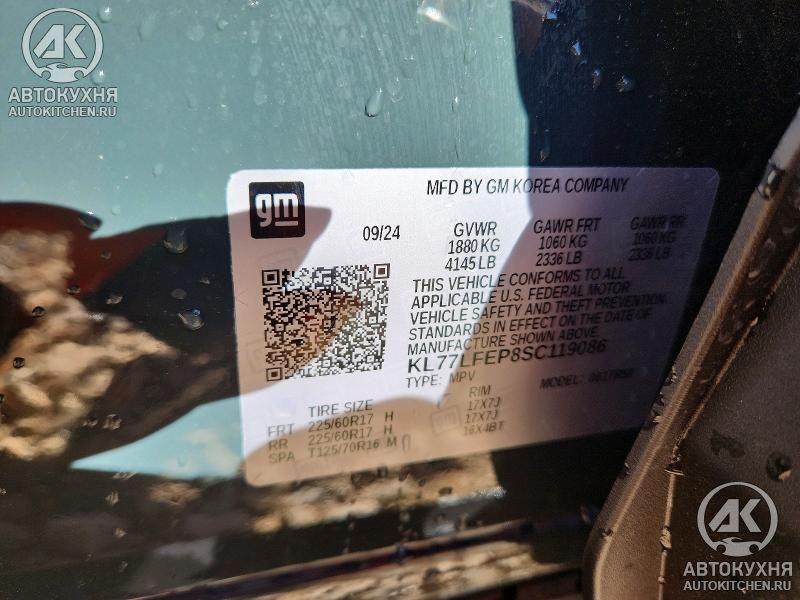 АК
АВТОКУХНЯ
AUTOKITCHEN.RU
gm
MFD BY GM KOREA COMPANY
09/24
GVWR GAWR FRT GAWR RR
1880 KG 1060 KG 1060 KG
4145 LB 2336 LB 2336 LB
THIS VEHICLE CONFORMS TO ALL
APPLICABLE U.S. FEDERAL MOTOR
VEHICLE SAFETY AND THEFT PREVENTION
STANDARDS IN EFFECT ON THE DATE OF
MANUFACTURE SHOWN ABOVE.
KL77LFEP8SC119086
TYPE: MPV MODEL:
TIRE SIZE RIM
FRT 225/60R17 H 17X7J
RR 225/60R17 H 17X7J
SPA T125/70R16 M 16X4BT
АК
АВТОКУХНЯ
AUTOKITCHEN.RU